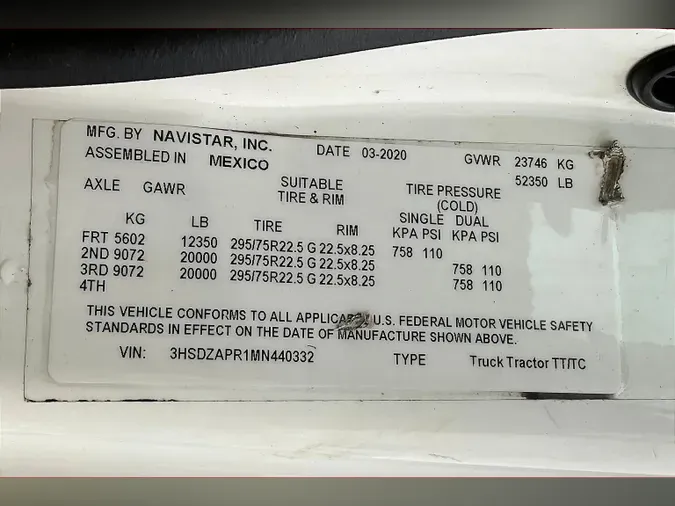 MFG. BY NAVISTAR, INC. DATE 03-2020 GVWR 23746 KG
ASSEMBLED IN MEXICO 52350 LB
AXLE GAWR SUITABLE TIRE PRESSURE
TIRE & RIM (COLD)
SINGLE DUAL
KG LB TIRE RIM KPA PSI KPA PSI
FRT 5602 12350 295/75R22.5 G 22.5x8.25 758 110
2ND 9072 20000 295/75R22.5 G 22.5x8.25 758 110
3RD 9072 20000 295/75R22.5 G 22.5x8.25 758 110
4TH
THIS VEHICLE CONFORMS TO ALL U.S. FEDERAL MOTOR VEHICLE SAFETY
STANDARDS IN EFFECT ON THE DATE OF MANUFACTURE SHOWN ABOVE.
VIN: 3HSDZAPR1MN440332 TYPE Truck Tractor TT/TC